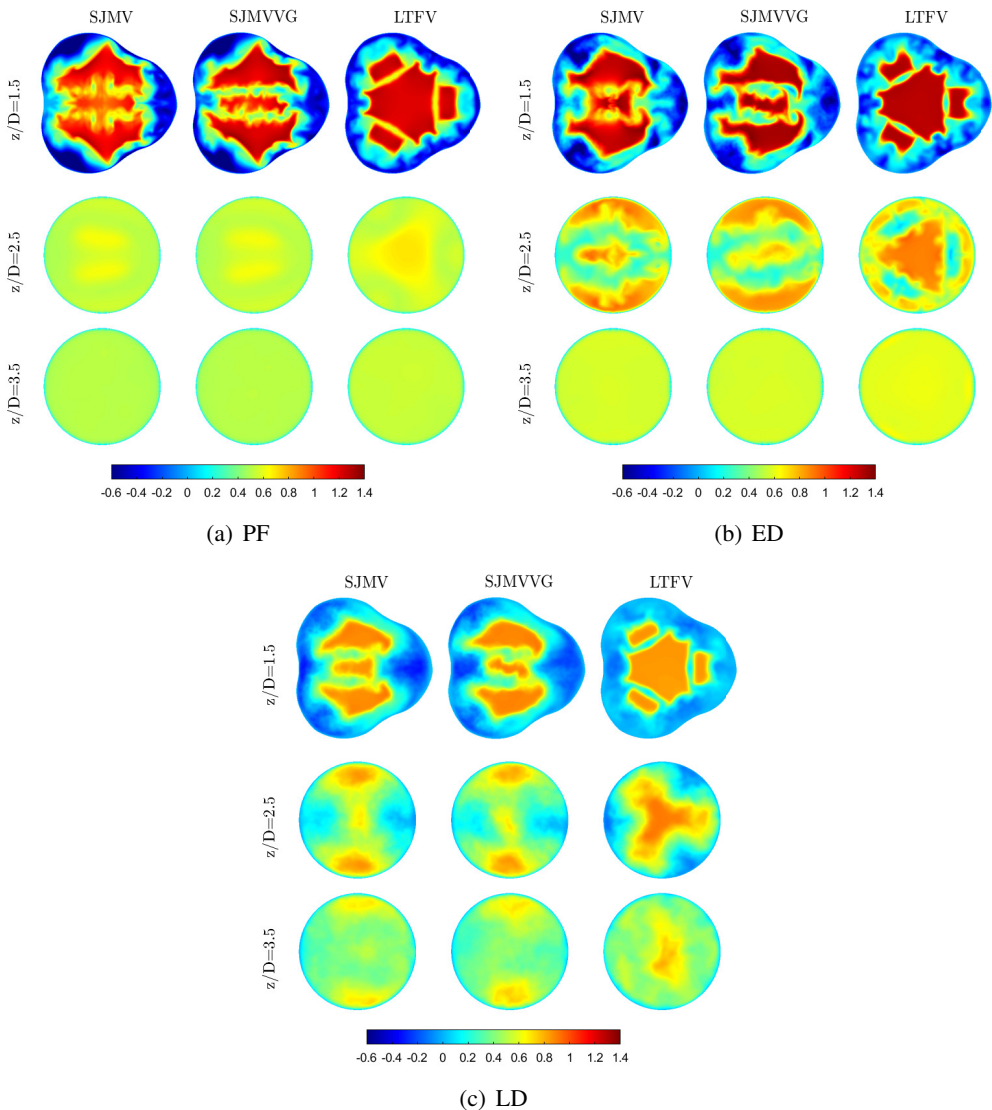 SJMV SJMVVG LTFV
z/D=1.5
z/D=2.5
z/D=3.5
-0.6 -0.4 -0.2 0 0.2 0.4 0.6 0.8 1 1.2 1.4
(a) PF
SJMV SJMVVG LTFV
z/D=1.5
z/D=2.5
z/D=3.5
-0.6 -0.4 -0.2 0 0.2 0.4 0.6 0.8 1 1.2 1.4
(b) ED
SJMV SJMVVG LTFV
z/D=1.5
z/D=2.5
z/D=3.5
-0.6 -0.4 -0.2 0 0.2 0.4 0.6 0.8 1 1.2 1.4
(c) LD